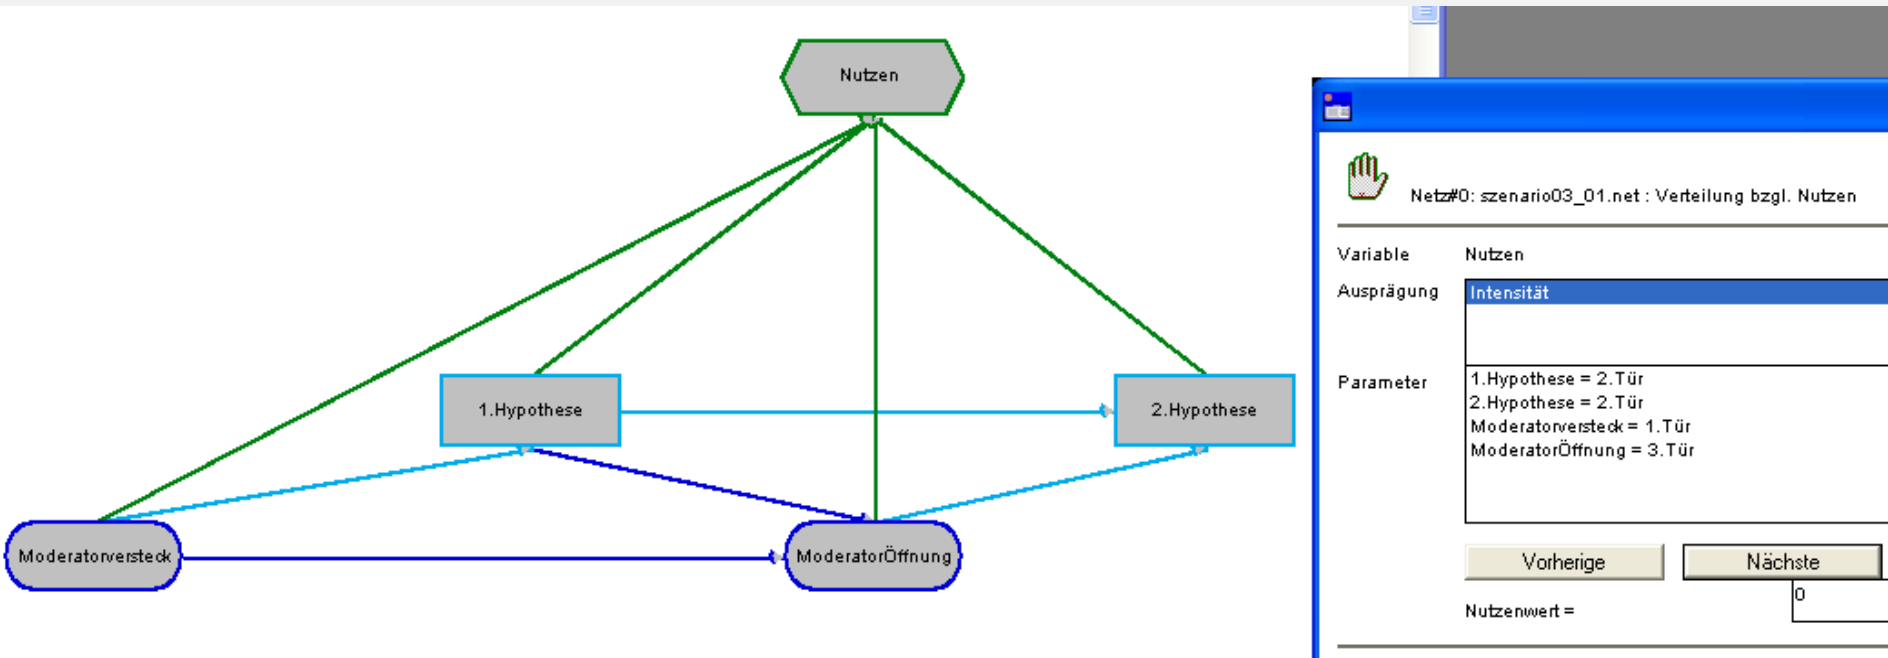 Nutzen
1.Hypothese
2.Hypothese
Moderatorversteck
ModeratorÖffnung
Netz#0: szenario03_01.net : Verteilung bzgl. Nutzen
Variable Nutzen
Ausprägung Intensität
Parameter 1.Hypothese = 2.Tür
2.Hypothese = 2.Tür
Moderatorversteck = 1.Tür
ModeratorÖffnung = 3.Tür
Vorherige Nächste
Nutzenwert = 0